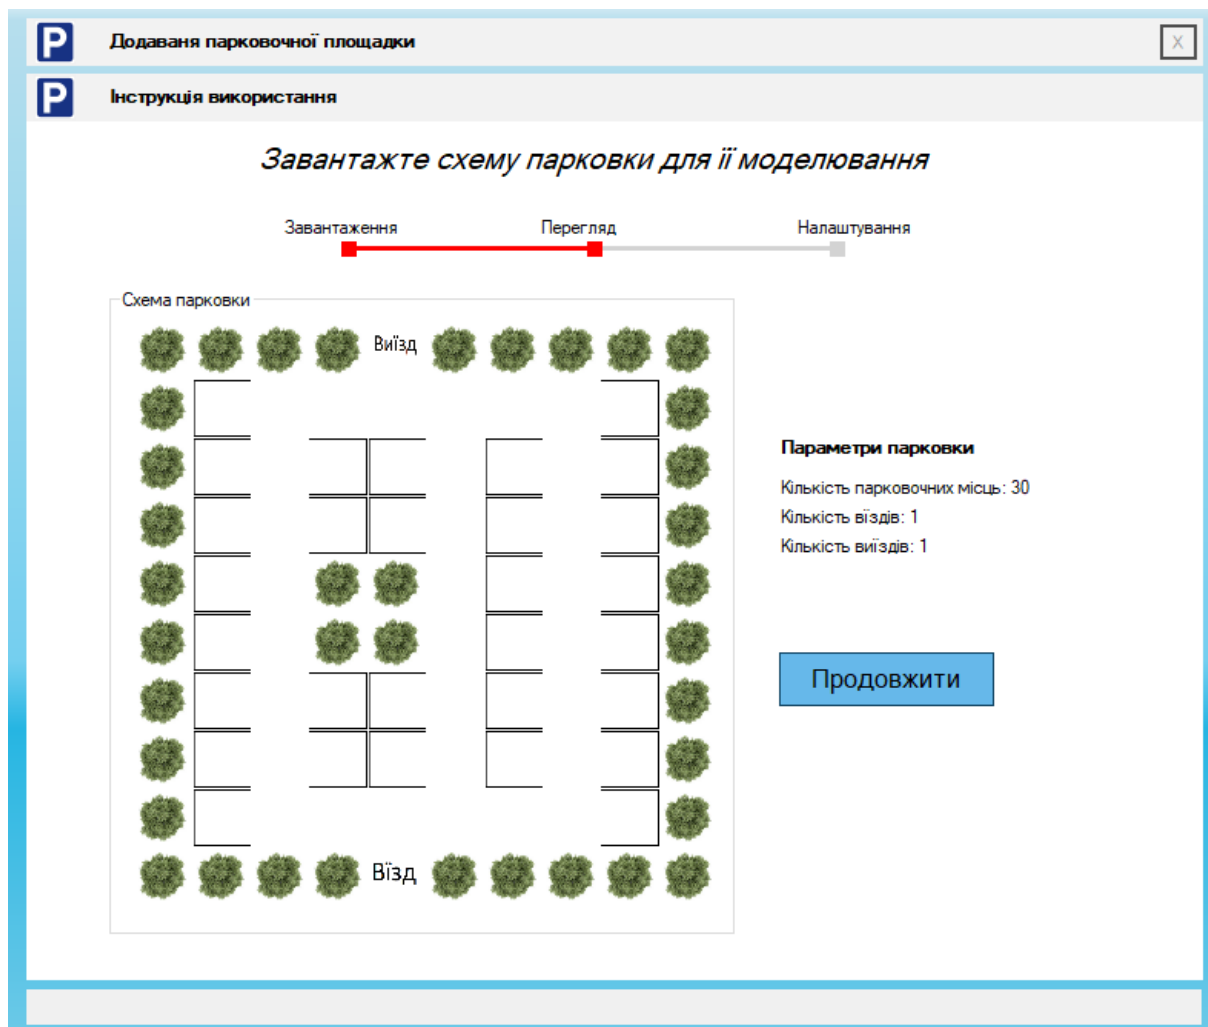 P Додаваня парковочної площадки X
P Інструкція використання
Завантажте схему парковки для її моделювання
Завантаження Перегляд Налаштування
Схема парковки
Виїзд
Параметри парковки
Кількість парковочних місць: 30
Кількість віїздів: 1
Кількість виїздів: 1
Продовжити
Вїзд